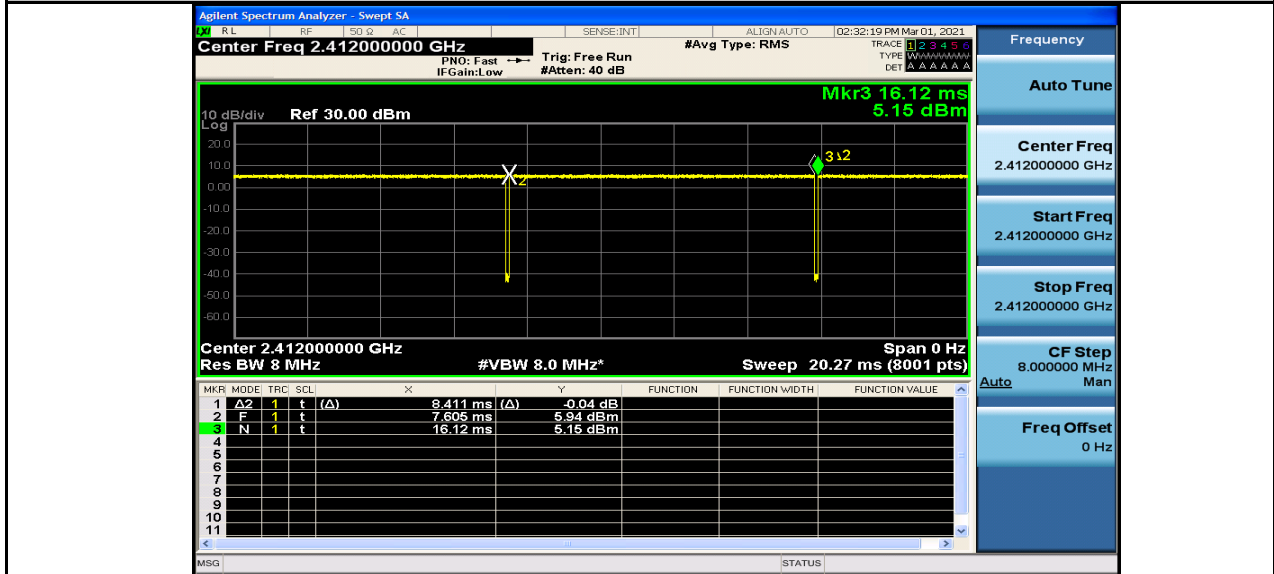 Agilent Spectrum Analyzer - Swept SA
LXI RL RF 50 Ω AC SENSE:INT ALIGN AUTO 02:32:19 PM Mar 01, 2021
Center Freq 2.412000000 GHz #Avg Type: RMS TRACE 1 2 3 4 5 6
PNO: Fast Trig: Free Run TYPE WWWWWW
IFGain:Low #Atten: 40 dB DET A A A A A A
Mkr3 16.12 ms
10 dB/div Ref 30.00 dBm 5.15 dBm
Log
20.0
10.0
0.00
-10.0
-20.0
-30.0
-40.0
-50.0
-60.0
X2
3Δ2
Center 2.412000000 GHz Span 0 Hz
Res BW 8 MHz #VBW 8.0 MHz* Sweep 20.27 ms (8001 pts)
MKR MODE TRC SCL X Y FUNCTION FUNCTION WIDTH FUNCTION VALUE
1 Δ2 1 t (Δ) 8.411 ms (Δ) -0.04 dB
2 F 1 t 7.605 ms 5.94 dBm
3 N 1 t 16.12 ms 5.15 dBm
4
5
6
7
8
9
10
11
MSG STATUS
Frequency
Auto Tune
Center Freq
2.412000000 GHz
Start Freq
2.412000000 GHz
Stop Freq
2.412000000 GHz
CF Step
8.000000 MHz
Auto Man
Freq Offset
0 Hz